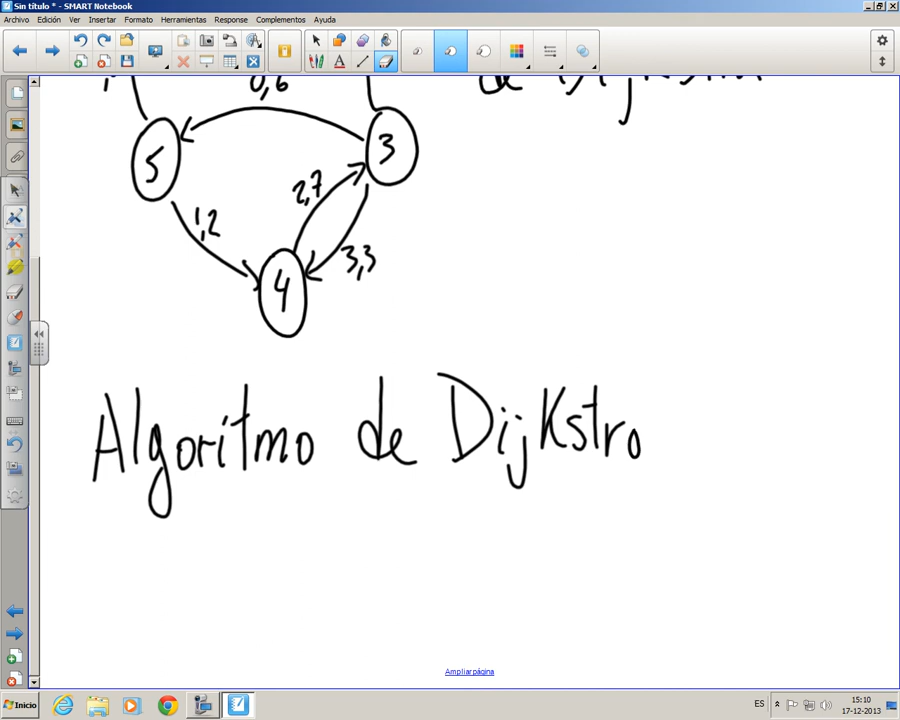 Sin título * - SMART Notebook
Archivo Edición Ver Insertar Formato Herramientas Response Complementos Ayuda
0,6
5
3
2,7
1,2
3,3
4
Algoritmo de Dijkstro
Ampliar página
Inicio
ES
15:10
17-12-2013